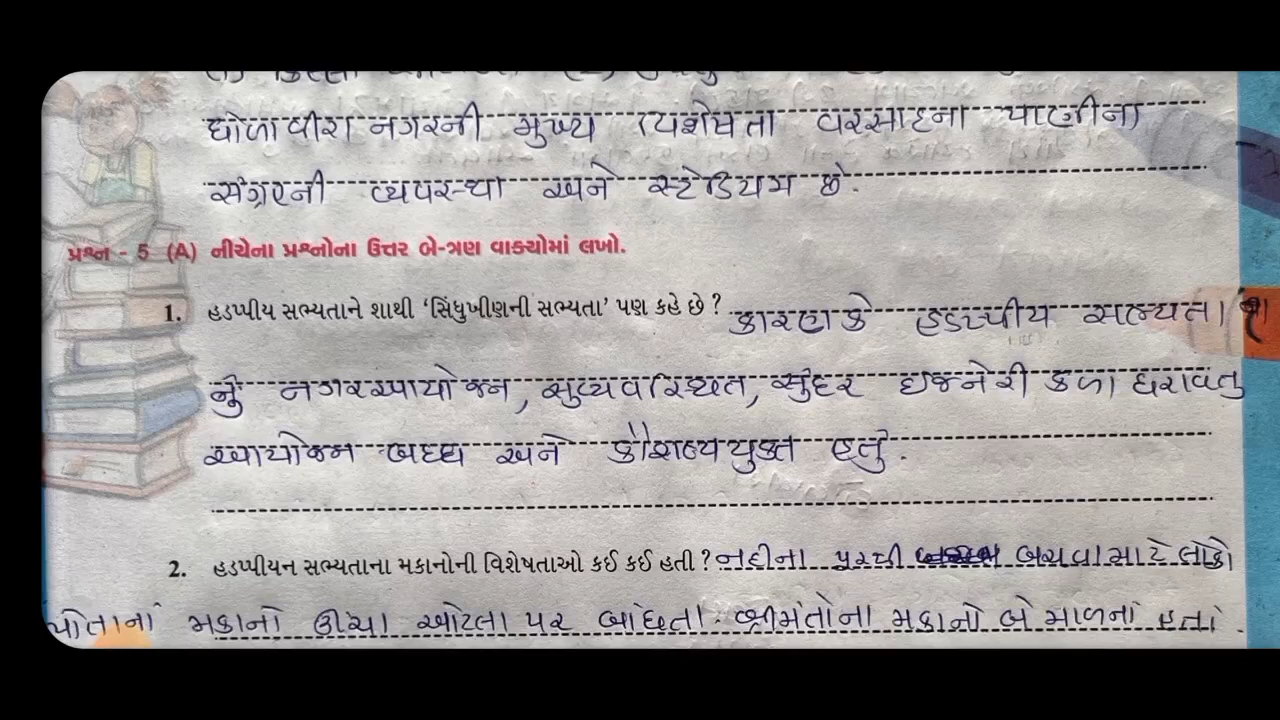 ધોળાવીરા નગરની મુખ્ય વિશેષતા વરસાદના પાણીના
સંગ્રહની વ્યવસ્થા અને સ્ટેડિયમ છે.
પ્રશ્ન - 5 (A) નીચેના પ્રશ્નોના ઉત્તર બે-ત્રણ વાક્યોમાં લખો.
1. હડપ્પીય સભ્યતાને શાથી ‘સિંધુખીણની સભ્યતા’ પણ કહે છે ? કારણકે હડપ્પીય સભ્યતા
નું નગરઆયોજન, સુવ્યવસ્થિત, સુંદર ઇજનેરી કળા ધરાવતુ
આયોજન બધ્ધ અને કૌશલ્યયુક્ત હતું.
2. હડપ્પીયન સભ્યતાના મકાનોની વિશેષતાઓ કઈ કઈ હતી ? નદીના પુરથી બચવા માટે લોકો
પોતાનાં મકાનો ઊંચા ઓટલા પર બાંધતા. શ્રીમંતોના મકાનો બે માળનાં હતાં.